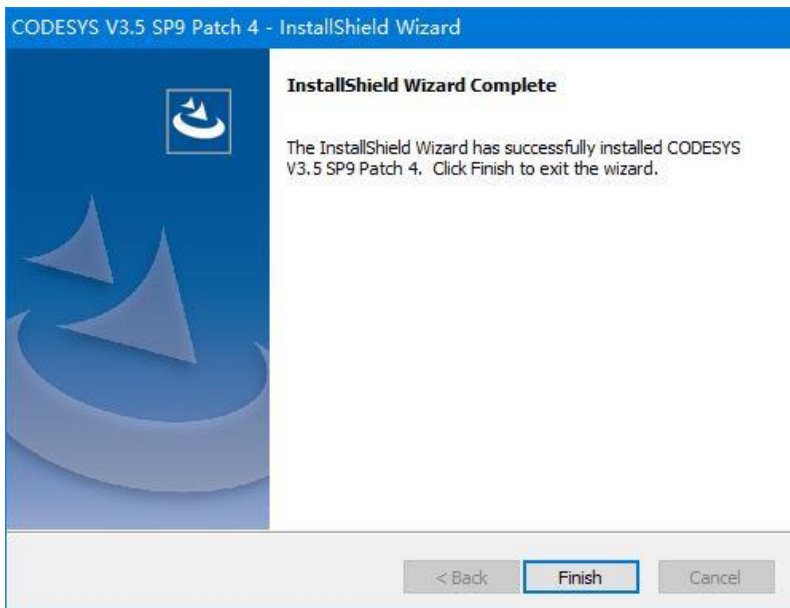 CODESYS V3.5 SP9 Patch 4 - InstallShield Wizard
InstallShield Wizard Complete
The InstallShield Wizard has successfully installed CODESYS
V3.5 SP9 Patch 4.  Click Finish to exit the wizard.
< Back
Finish
Cancel